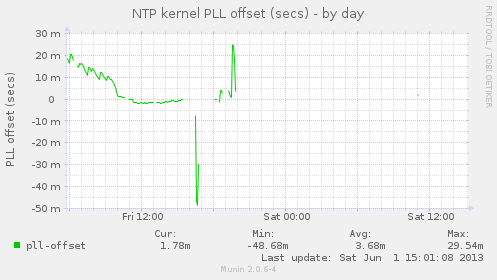 NTP kernel PLL offset (secs) - by day
RRDTOOL / TOBI OETIKER
PLL offset (secs)
30 m
20 m
10 m
0
-10 m
-20 m
-30 m
-40 m
-50 m
Fri 12:00 Sat 00:00 Sat 12:00
Cur: Min: Avg: Max:
pll-offset 1.78m -48.68m 3.68m 29.54m
Last update: Sat Jun 1 15:01:08 2013
Munin 2.0.6-4